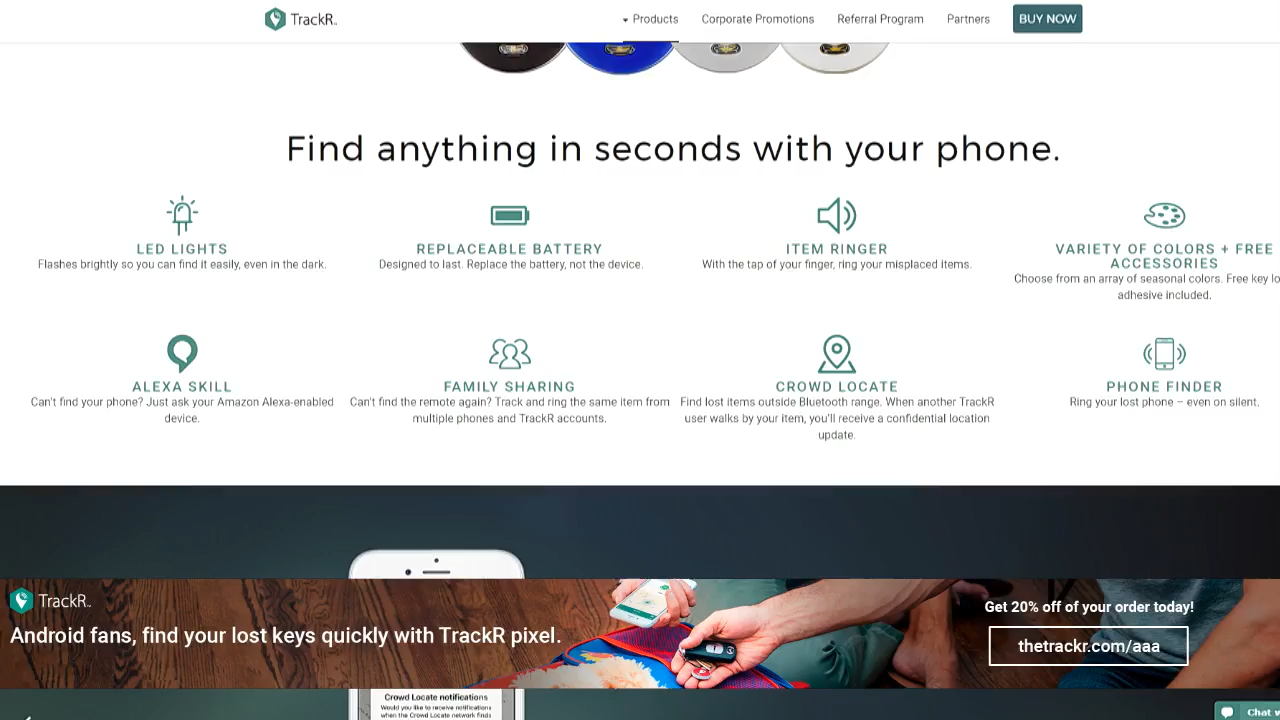 TrackR
Products
Corporate Promotions
Referral Program
Partners
BUY NOW
Find anything in seconds with your phone.
LED LIGHTS
Flashes brightly so you can find it easily, even in the dark.
REPLACEABLE BATTERY
Designed to last. Replace the battery, not the device.
ITEM RINGER
With the tap of your finger, ring your misplaced items.
VARIETY OF COLORS + FREE
ACCESSORIES
Choose from an array of seasonal colors. Free key lo
adhesive included.
ALEXA SKILL
Can't find your phone? Just ask your Amazon Alexa-enabled
device.
FAMILY SHARING
Can't find the remote again? Track and ring the same item from
multiple phones and TrackR accounts.
CROWD LOCATE
Find lost items outside Bluetooth range. When another TrackR
user walks by your item, you'll receive a confidential location
update.
PHONE FINDER
Ring your lost phone – even on silent.
TrackR
Android fans, find your lost keys quickly with TrackR pixel.
Get 20% off of your order today!
thetrackr.com/aaa
Crowd Locate notifications
Would you like to receive notifications
when the Crowd Locate network finds
Chat w